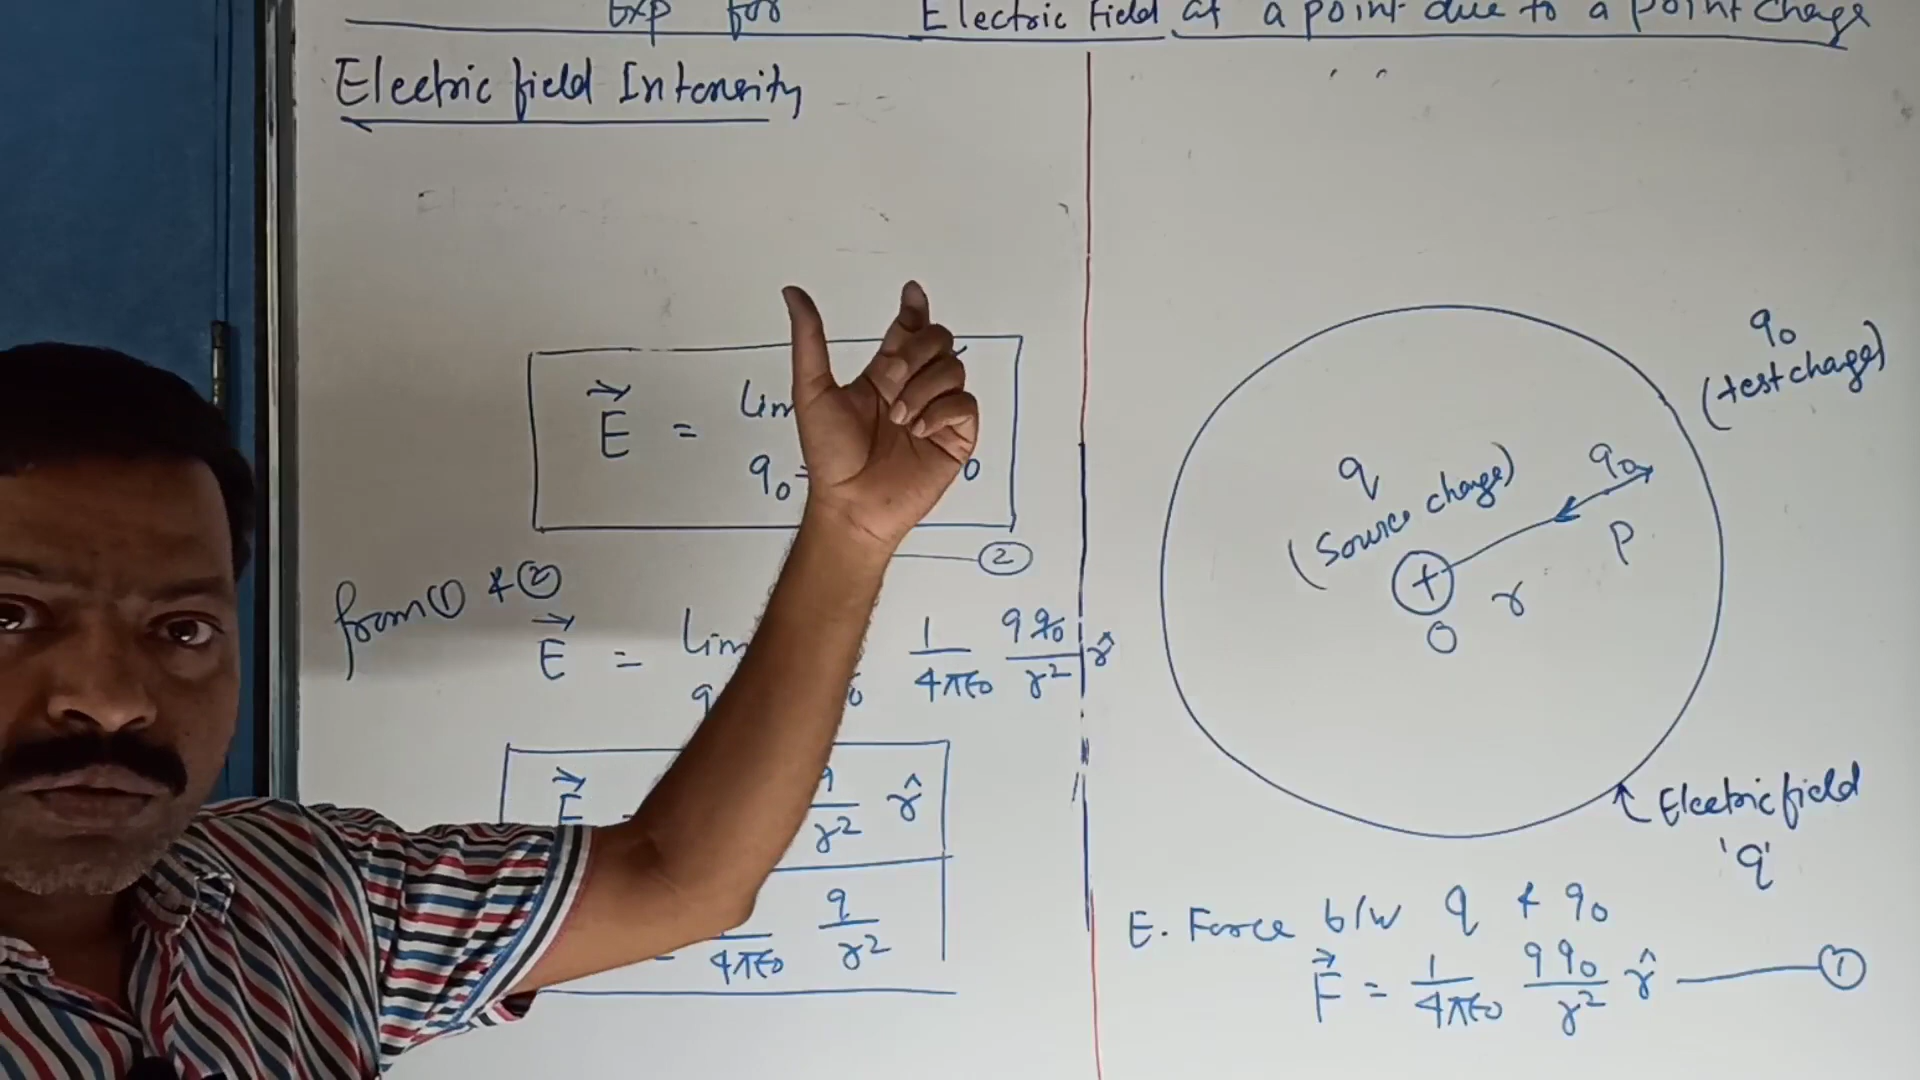 Exp for Electric field at a point due to a point charge
Electric field Intensity
E⃗ = Lim
q₀ 0
②
from ① & ②
E⃗ = Lim 1/4πε₀ qq₀/r² r̂
E⃗ q/r² r̂
4πε₀ q/r²
q₀
(test charge)
q
(Source charge)
q₀
P
+
r
O
Electric field
'q'
E. Force b/w q & q₀
F⃗ = 1/4πε₀ qq₀/r² r̂ ①